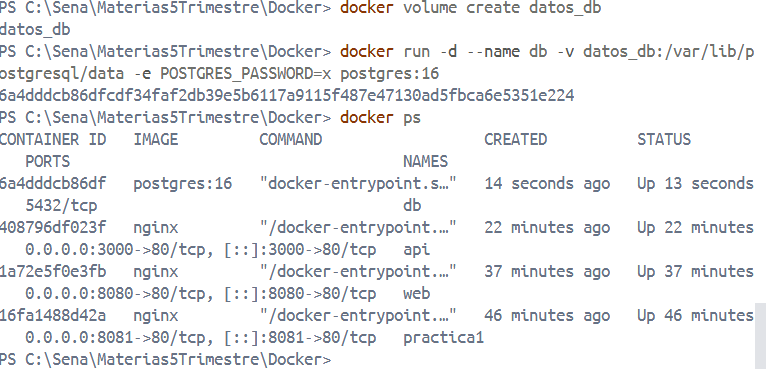 PS C:\Sena\Materias5Trimestre\Docker> docker volume create datos_db
datos_db
PS C:\Sena\Materias5Trimestre\Docker> docker run -d --name db -v datos_db:/var/lib/p
ostgresql/data -e POSTGRES_PASSWORD=x postgres:16
6a4dddcb86dfcdf34faf2db39e5b6117a9115f487e47130ad5fbca6e5351e224
PS C:\Sena\Materias5Trimestre\Docker> docker ps
CONTAINER ID   IMAGE         COMMAND                  CREATED          STATUS
   PORTS                                     NAMES
6a4dddcb86df   postgres:16   "docker-entrypoint.s…"   14 seconds ago   Up 13 seconds
   5432/tcp                                  db
408796df023f   nginx         "/docker-entrypoint.…"   22 minutes ago   Up 22 minutes
   0.0.0.0:3000->80/tcp, [::]:3000->80/tcp   api
1a72e5f0e3fb   nginx         "/docker-entrypoint.…"   37 minutes ago   Up 37 minutes
   0.0.0.0:8080->80/tcp, [::]:8080->80/tcp   web
16fa1488d42a   nginx         "/docker-entrypoint.…"   46 minutes ago   Up 46 minutes
   0.0.0.0:8081->80/tcp, [::]:8081->80/tcp   practica1
PS C:\Sena\Materias5Trimestre\Docker>